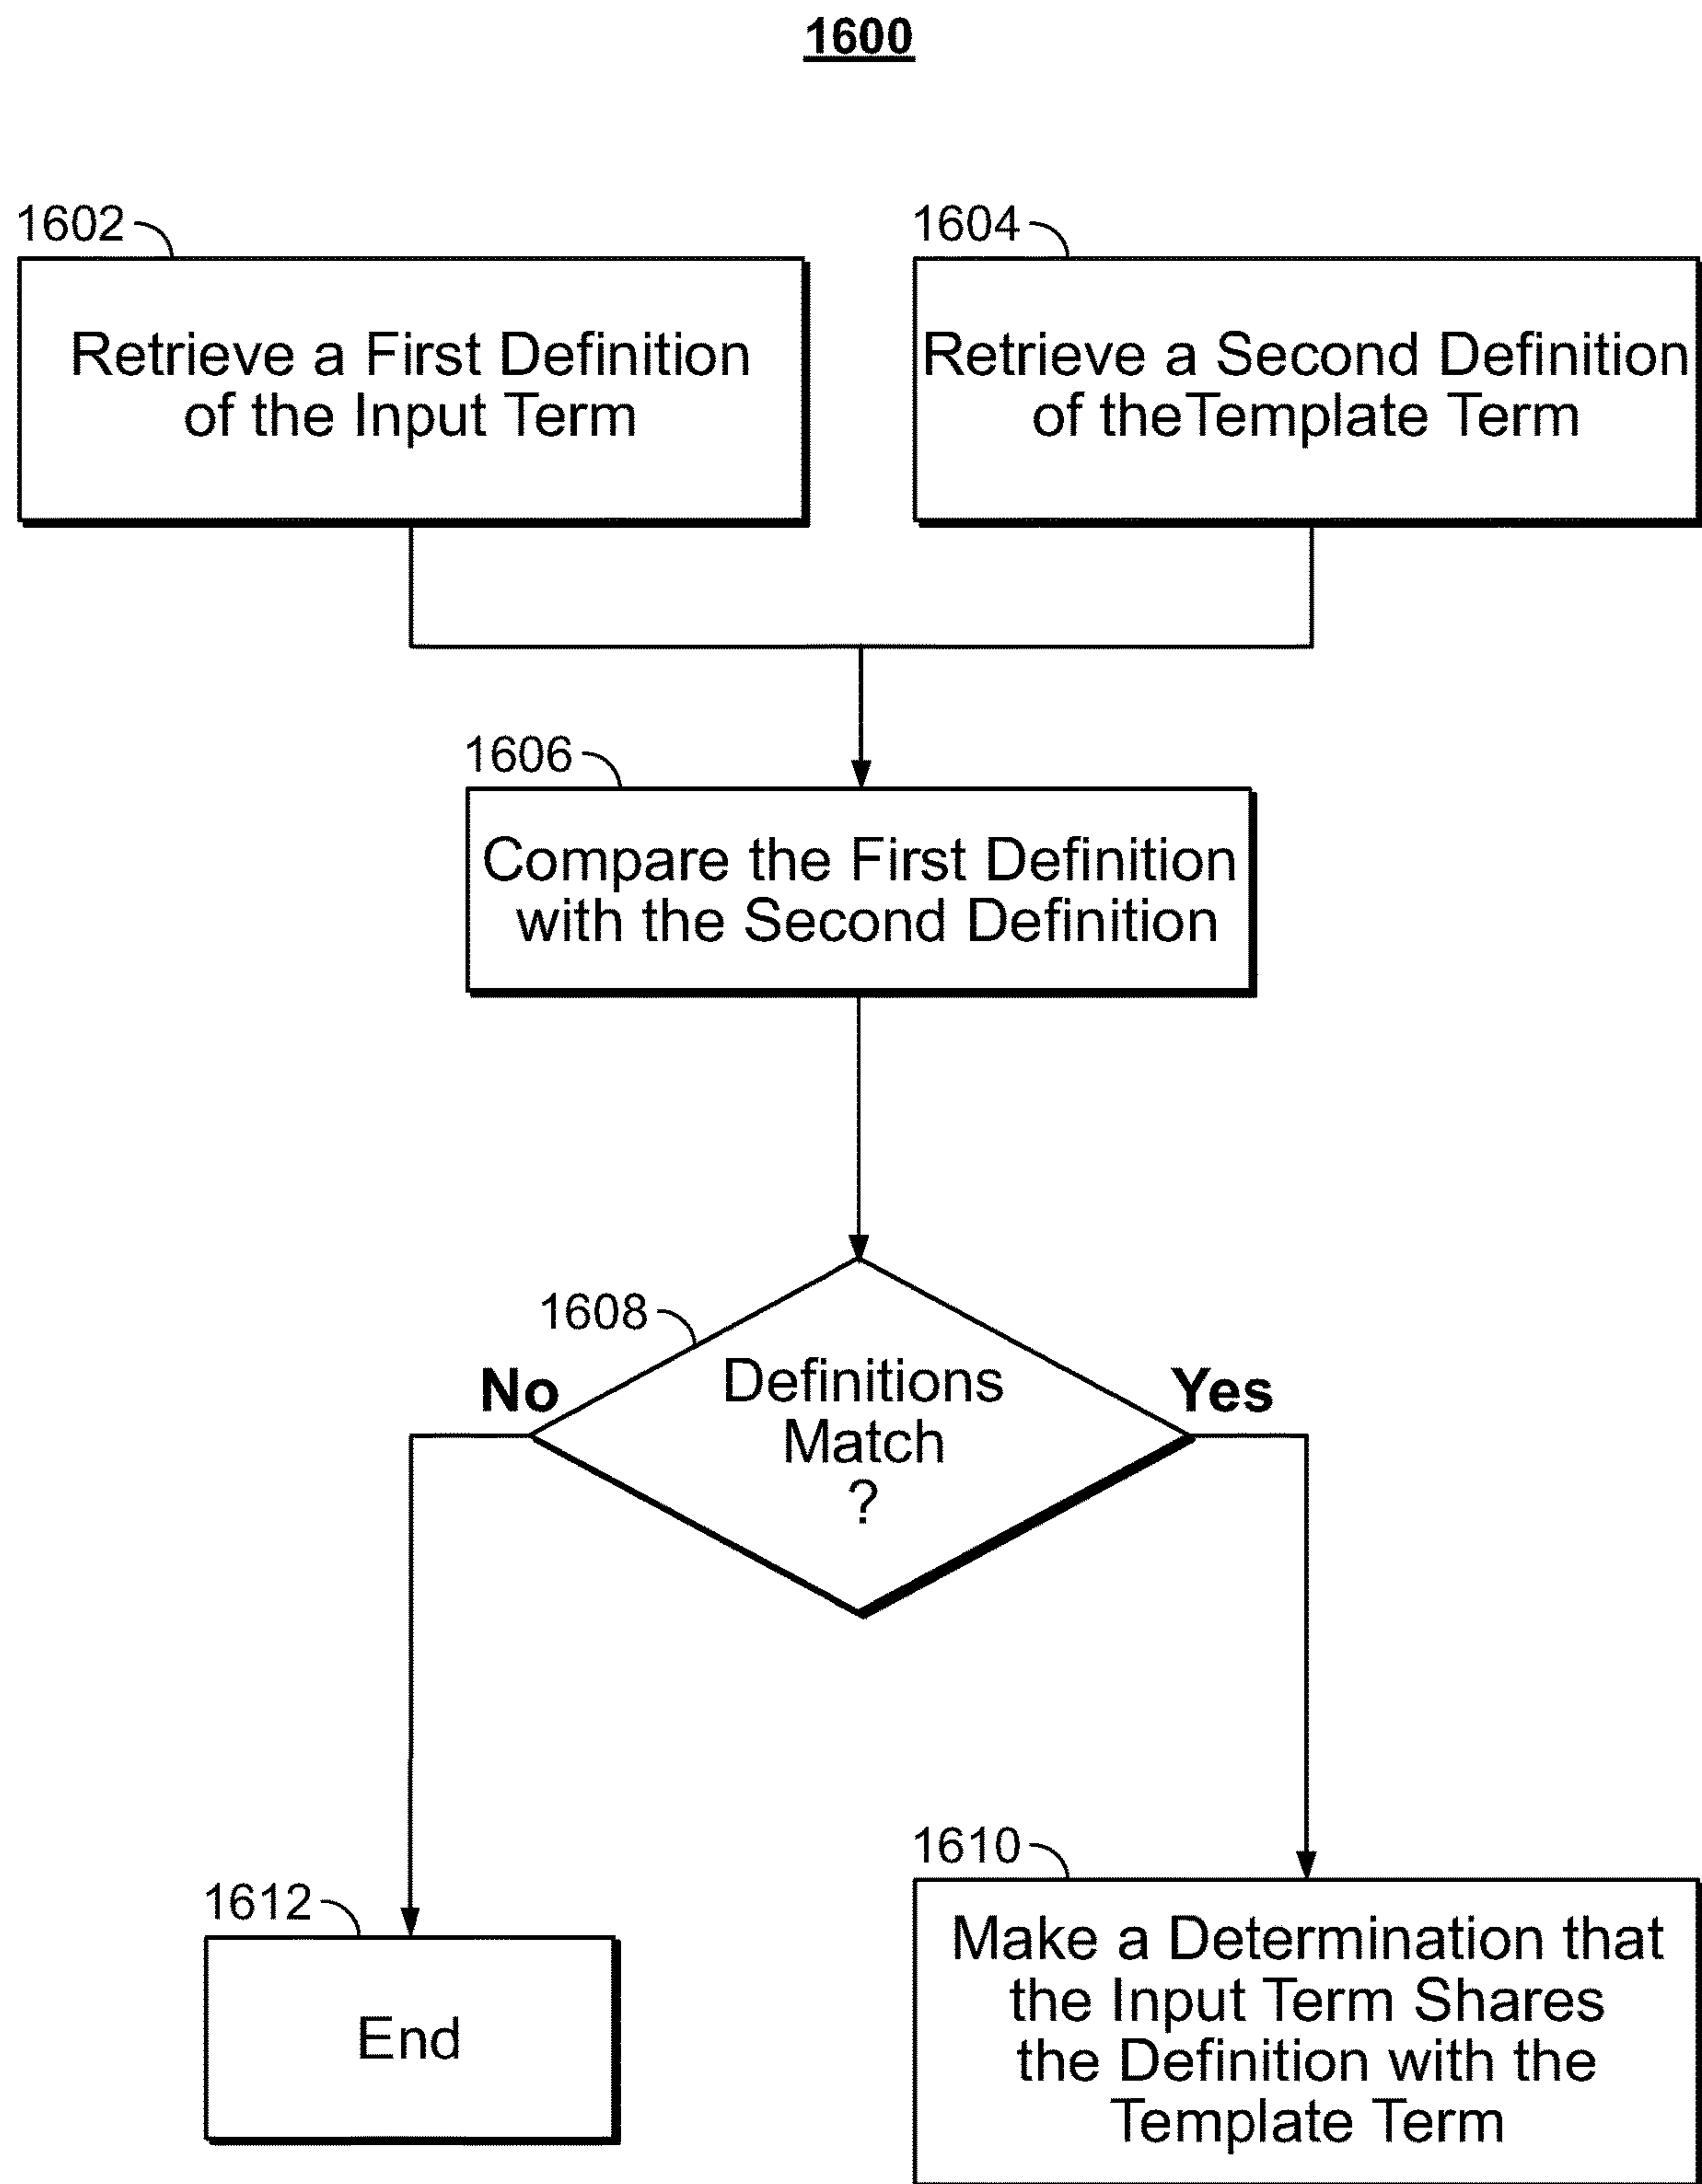 1600
1602
Retrieve a First Definition
of the Input Term
1604
Retrieve a Second Definition
of theTemplate Term
1606
Compare the First Definition
with the Second Definition
1608
No
Definitions
Match
?
Yes
1612
End
1610
Make a Determination that
the Input Term Shares
the Definition with the
Template Term